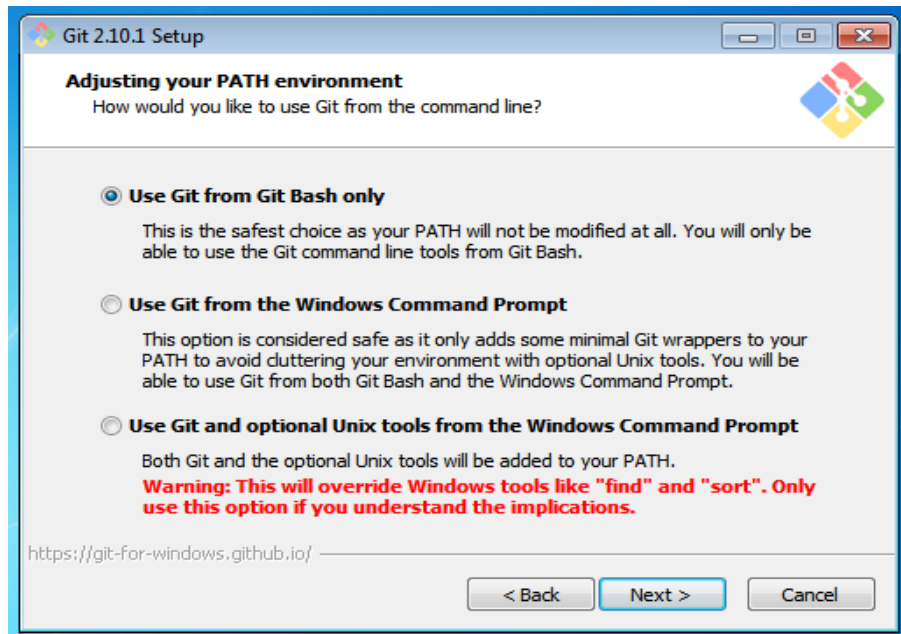 Git 2.10.1 Setup
Adjusting your PATH environment
How would you like to use Git from the command line?
Use Git from Git Bash only
This is the safest choice as your PATH will not be modified at all. You will only be
able to use the Git command line tools from Git Bash.
Use Git from the Windows Command Prompt
This option is considered safe as it only adds some minimal Git wrappers to your
PATH to avoid cluttering your environment with optional Unix tools. You will be
able to use Git from both Git Bash and the Windows Command Prompt.
Use Git and optional Unix tools from the Windows Command Prompt
Both Git and the optional Unix tools will be added to your PATH.
Warning: This will override Windows tools like "find" and "sort". Only
use this option if you understand the implications.
https://git-for-windows.github.io/
< Back Next > Cancel